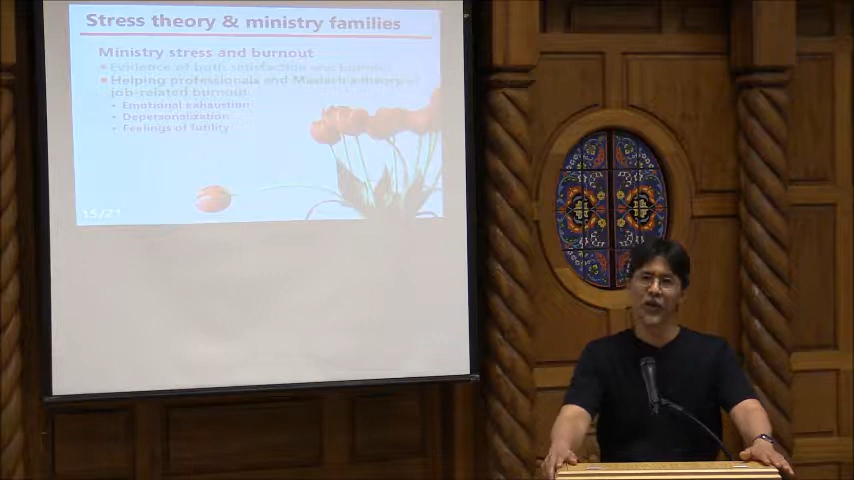 Stress theory & ministry families
Ministry stress and burnout
Evidence of both satisfaction and burnout
Helping professionals and Maslach's theory of
job-related burnout
Emotional exhaustion
Depersonalization
Feelings of futility
15/21